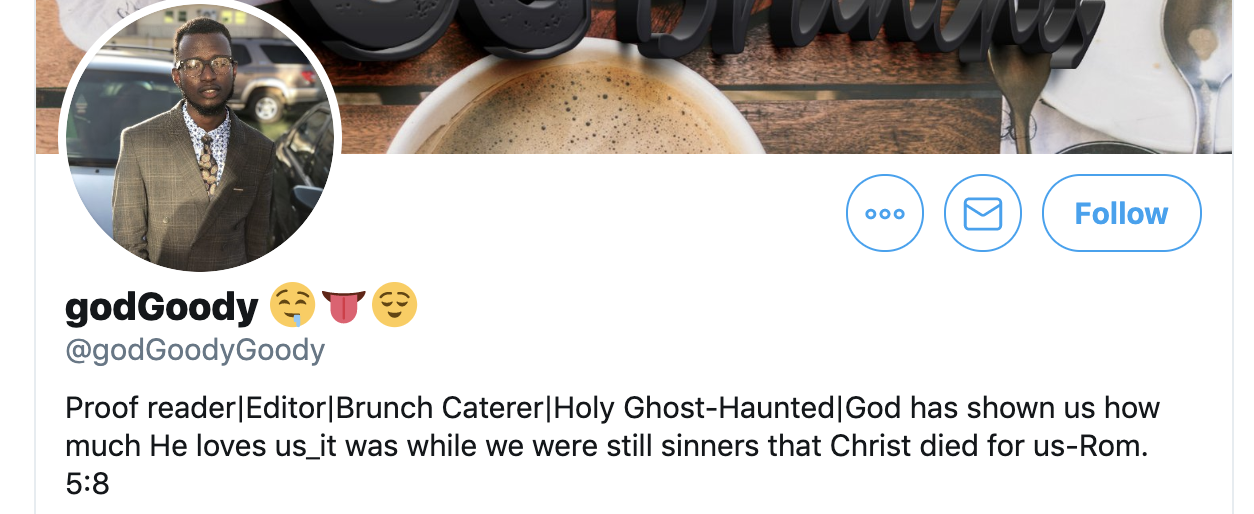 Follow
godGoody 🤤👅😌
@godGoodyGoody
Proof reader|Editor|Brunch Caterer|Holy Ghost-Haunted|God has shown us how
much He loves us_it was while we were still sinners that Christ died for us-Rom.
5:8